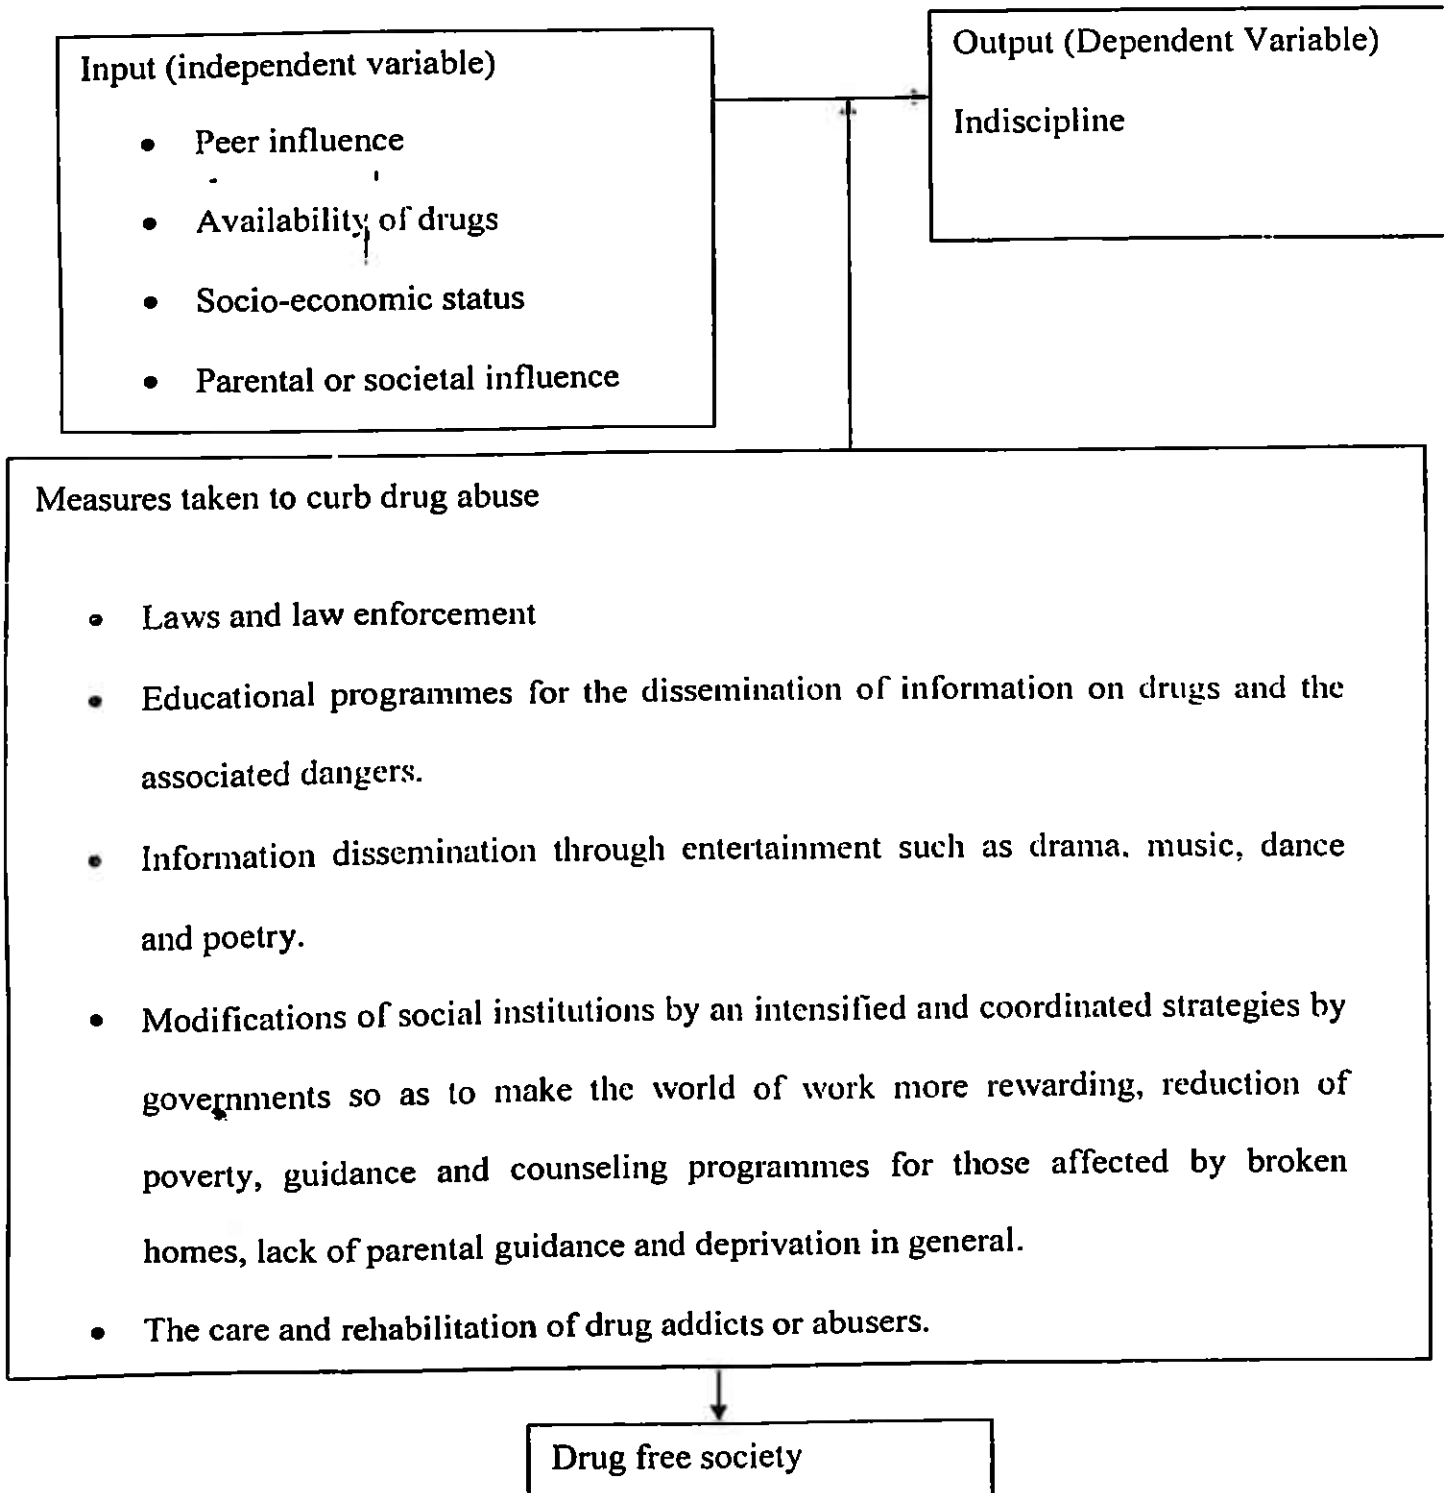 Input (independent variable)
• Peer influence
• Availability of drugs
• Socio-economic status
• Parental or societal influence
Output (Dependent Variable)
Indiscipline
Measures taken to curb drug abuse
• Laws and law enforcement
• Educational programmes for the dissemination of information on drugs and the
associated dangers.
• Information dissemination through entertainment such as drama, music, dance
and poetry.
• Modifications of social institutions by an intensified and coordinated strategies by
governments so as to make the world of work more rewarding, reduction of
poverty, guidance and counseling programmes for those affected by broken
homes, lack of parental guidance and deprivation in general.
• The care and rehabilitation of drug addicts or abusers.
Drug free society